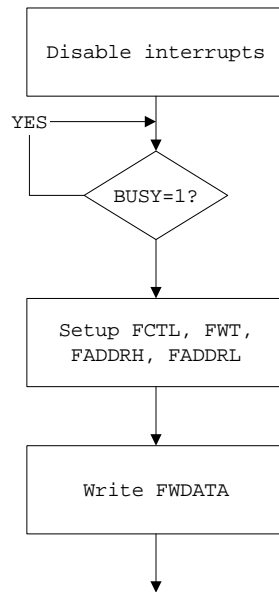 Disable interrupts
YES
BUSY=1?
Setup FCTL, FWT,
FADDRH, FADDRL
Write FWDATA